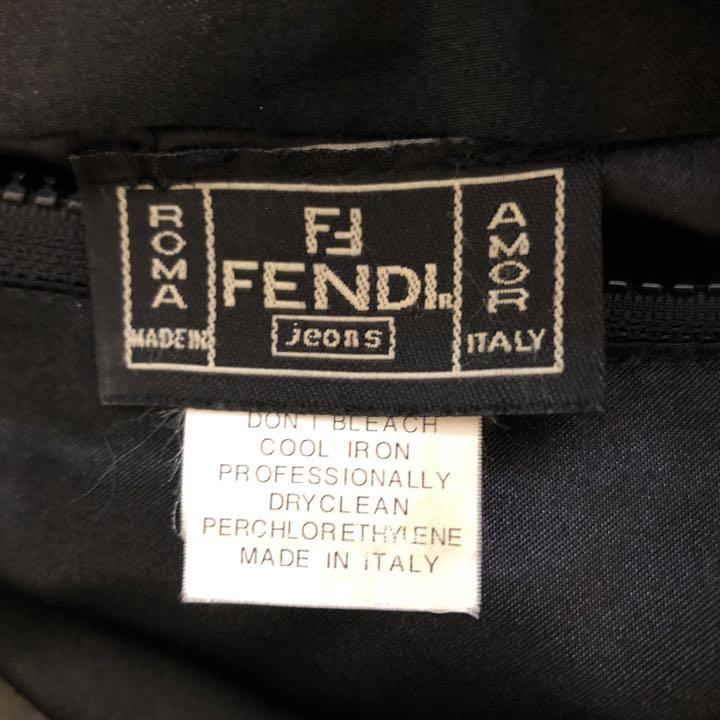 ROMA
MADE IN
FF
FENDI
jeans
AMOR
ITALY
DON'T BLEACH
COOL IRON
PROFESSIONALLY
DRYCLEAN
PERCHLORETHYLENE
MADE IN ITALY